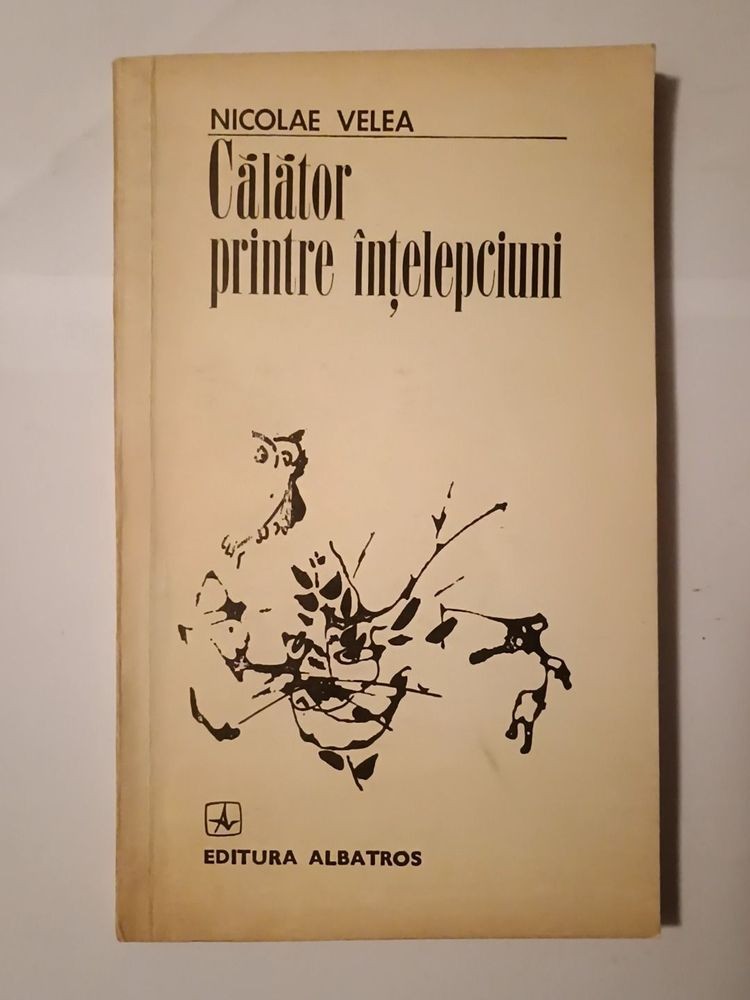 NICOLAE VELEA
Călător
printre înțelepciuni
EDITURA ALBATROS